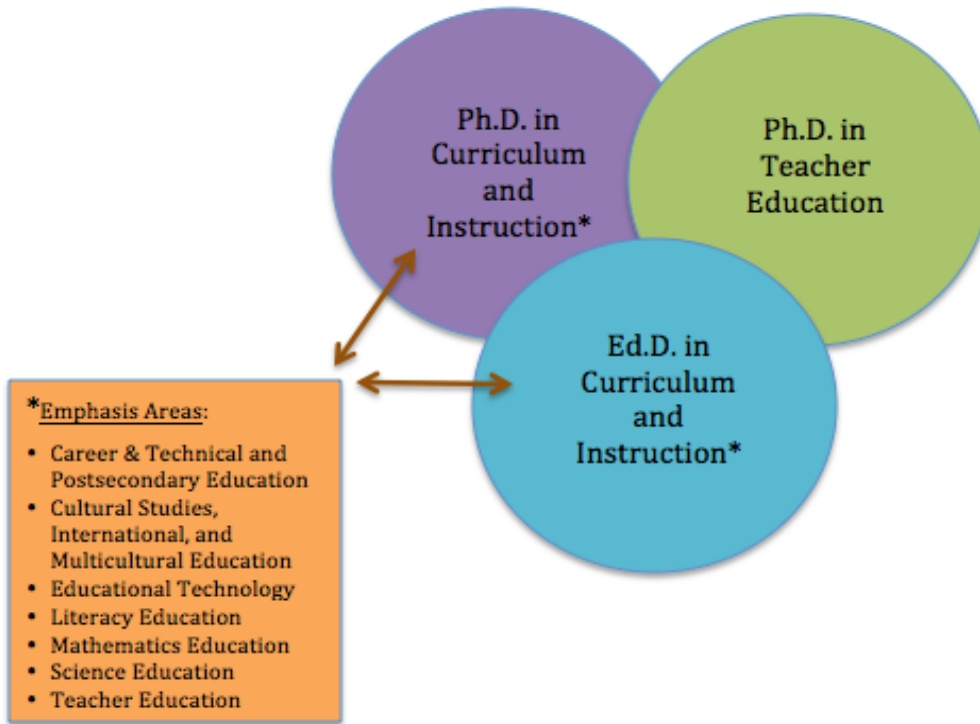 Ph.D. in
Curriculum
and
Instruction*
Ph.D. in
Teacher
Education
Ed.D. in
Curriculum
and
Instruction*
*Emphasis Areas:
• Career & Technical and
Postsecondary Education
• Cultural Studies,
International, and
Multicultural Education
• Educational Technology
• Literacy Education
• Mathematics Education
• Science Education
• Teacher Education